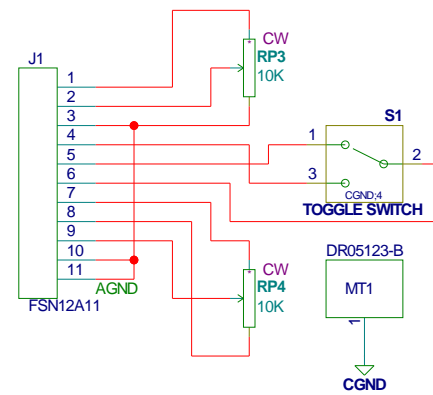 J1
1
2
3
4
5
6
7
8
9
10
11
AGND
FSN12A11
* CW
RP3
10K
S1
1
2
3
CGND;4
TOGGLE SWITCH
* CW
RP4
10K
DR05123-B
MT1
1
CGND